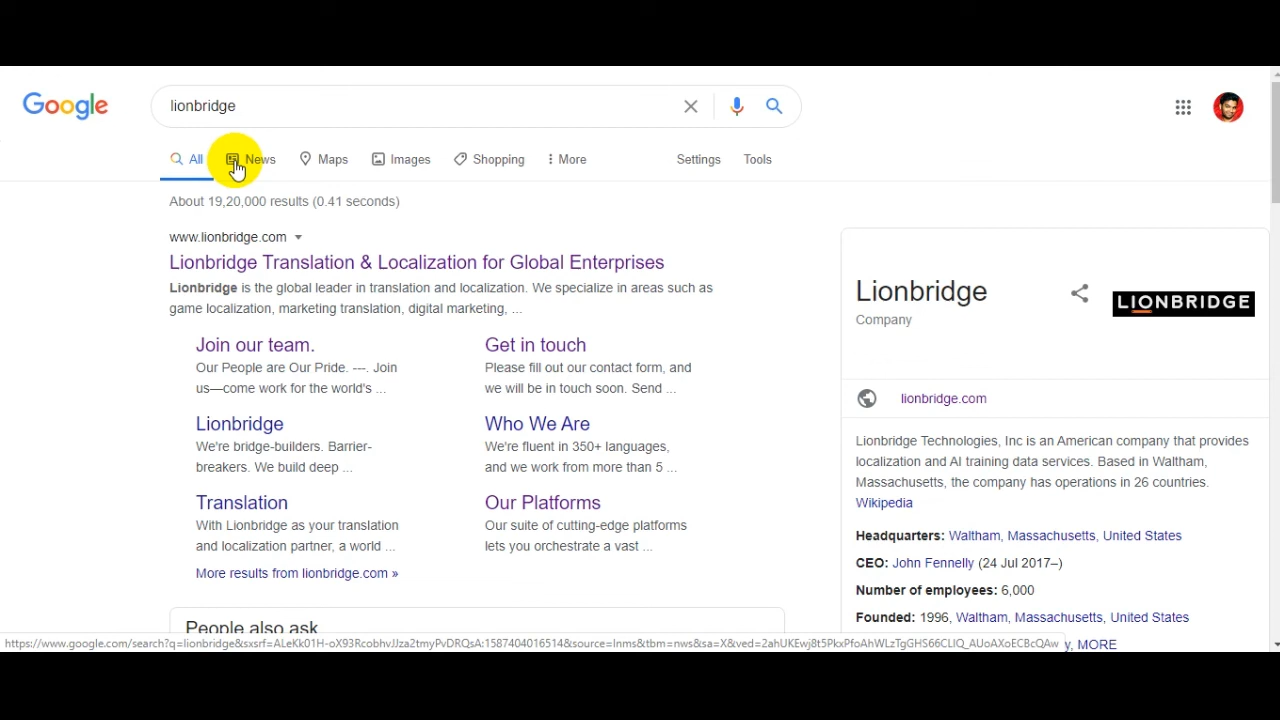 Google
lionbridge
All News Maps Images Shopping More Settings Tools
About 19,20,000 results (0.41 seconds)
www.lionbridge.com
Lionbridge Translation & Localization for Global Enterprises
Lionbridge is the global leader in translation and localization. We specialize in areas such as
game localization, marketing translation, digital marketing, ...
Join our team.
Our People are Our Pride. ---. Join
us—come work for the world's ...
Get in touch
Please fill out our contact form, and
we will be in touch soon. Send ...
Lionbridge
We're bridge-builders. Barrier-
breakers. We build deep ...
Who We Are
We're fluent in 350+ languages,
and we work from more than 5 ...
Translation
With Lionbridge as your translation
and localization partner, a world ...
Our Platforms
Our suite of cutting-edge platforms
lets you orchestrate a vast ...
More results from lionbridge.com »
People also ask
Lionbridge
Company
LIONBRIDGE
lionbridge.com
Lionbridge Technologies, Inc is an American company that provides
localization and AI training data services. Based in Waltham,
Massachusetts, the company has operations in 26 countries.
Wikipedia
Headquarters: Waltham, Massachusetts, United States
CEO: John Fennelly (24 Jul 2017–)
Number of employees: 6,000
Founded: 1996, Waltham, Massachusetts, United States
y, MORE